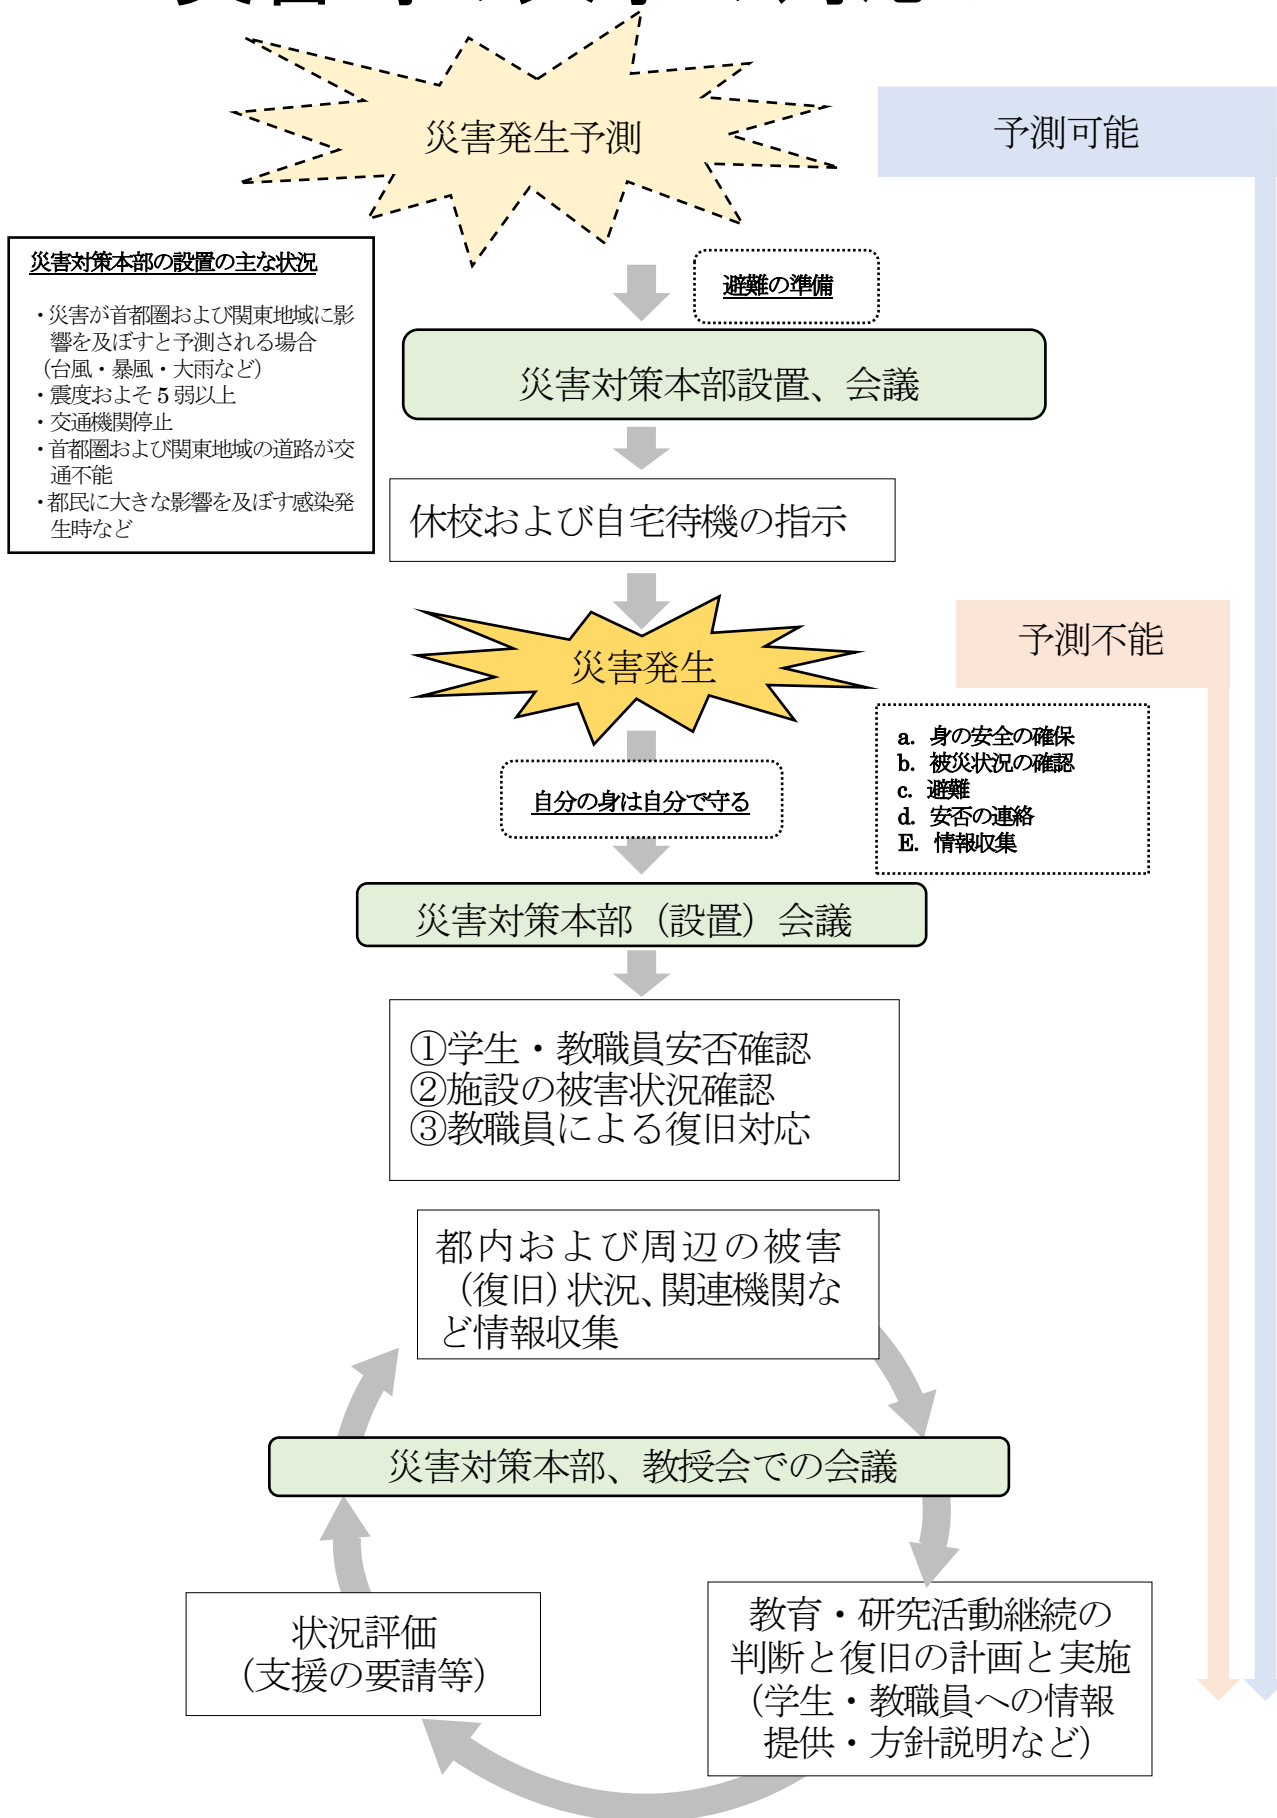 災害発生予測
予測可能
災害対策本部の設置の主な状況
・災害が首都圏および関東地域に影
響を及ぼすと予測される場合
（台風・暴風・大雨など）
・震度およそ 5 弱以上
・交通機関停止
・首都圏および関東地域の道路が交
通不能
・都民に大きな影響を及ぼす感染発
生時など
避難の準備
災害対策本部設置、会議
休校および自宅待機の指示
災害発生
予測不能
a. 身の安全の確保
b. 被災状況の確認
c. 避難
d. 安否の連絡
E. 情報収集
自分の身は自分で守る
災害対策本部（設置）会議
①学生・教職員安否確認
②施設の被害状況確認
③教職員による復旧対応
都内および周辺の被害
（復旧）状況、関連機関な
ど情報収集
災害対策本部、教授会での会議
状況評価
（支援の要請等）
教育・研究活動継続の
判断と復旧の計画と実施
（学生・教職員への情報
提供・方針説明など）